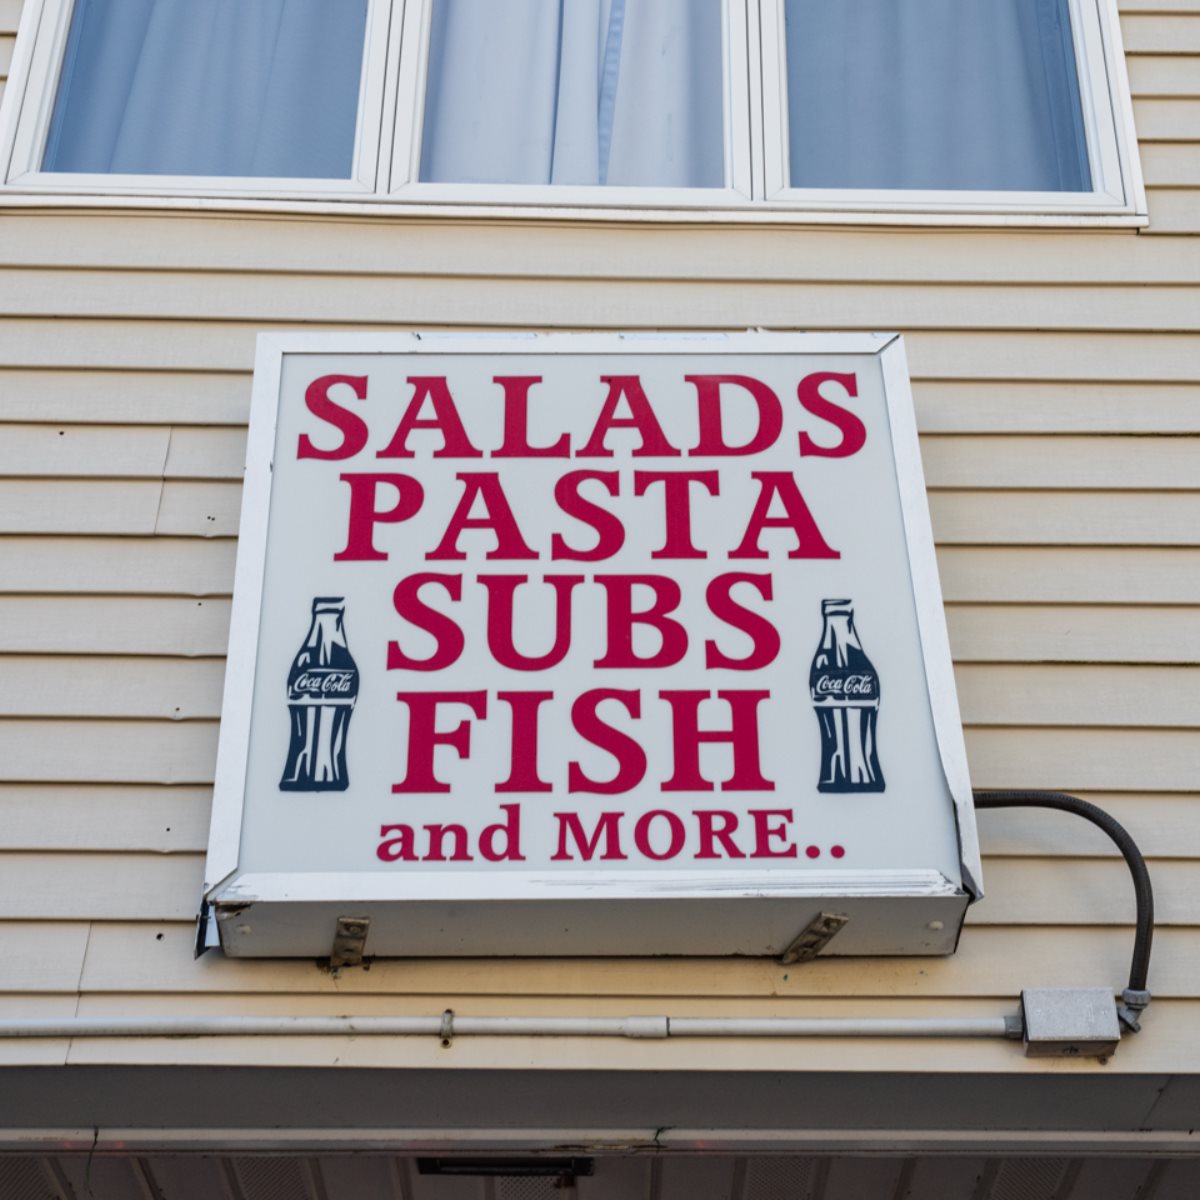 SALADS
PASTA
SUBS
FISH
and MORE..
Coca-Cola
Coca-Cola